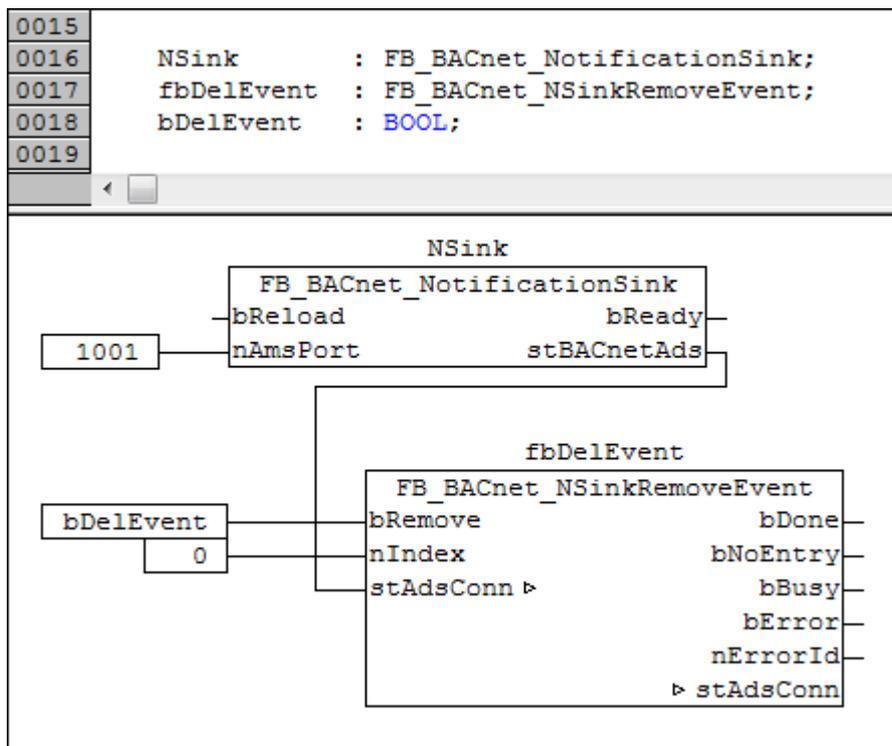 0015
0016 NSink : FB_BACnet_NotificationSink;
0017 fbDelEvent : FB_BACnet_NSinkRemoveEvent;
0018 bDelEvent : BOOL;
0019
NSink
FB_BACnet_NotificationSink
bReload bReady
1001 nAmsPort stBACnetAds
fbDelEvent
FB_BACnet_NSinkRemoveEvent
bDelEvent bRemove bDone
0 nIndex bNoEntry
stAdsConn ▹ bBusy
bError
nErrorId
▹ stAdsConn